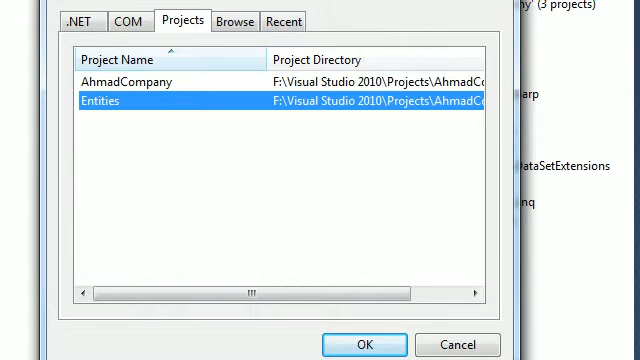 ny' (3 projects)
.NET COM Projects Browse Recent
Project Name Project Directory
AhmadCompany F:\Visual Studio 2010\Projects\AhmadCo
Entities F:\Visual Studio 2010\Projects\AhmadCo
arp
DataSetExtensions
nq
OK Cancel